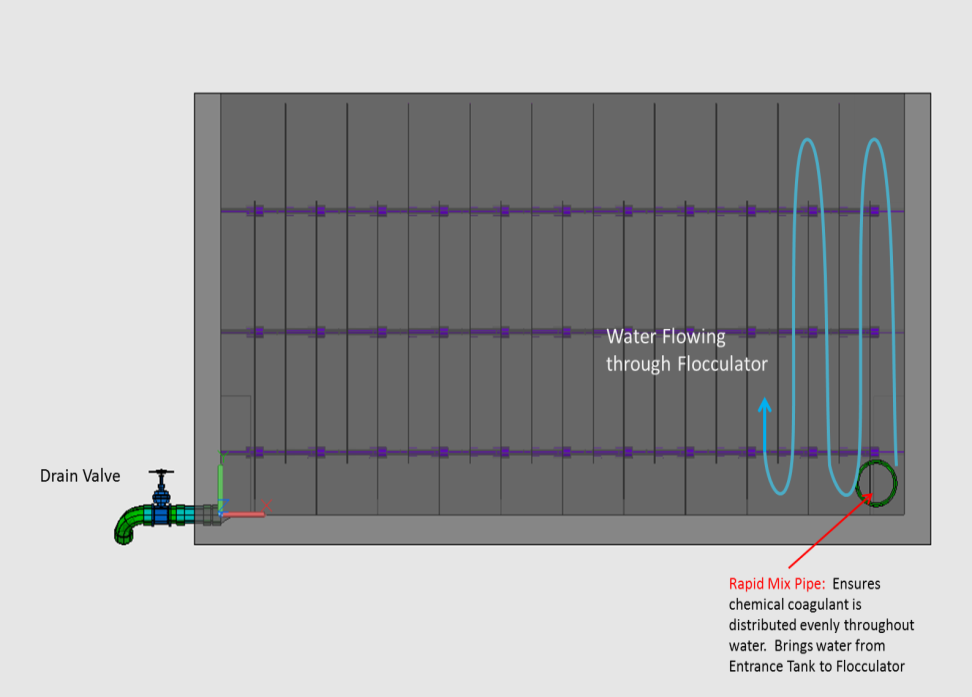 Water Flowing
through Flocculator
Drain Valve
Rapid Mix Pipe:  Ensures
chemical coagulant is
distributed evenly throughout
water.  Brings water from
Entrance Tank to Flocculator